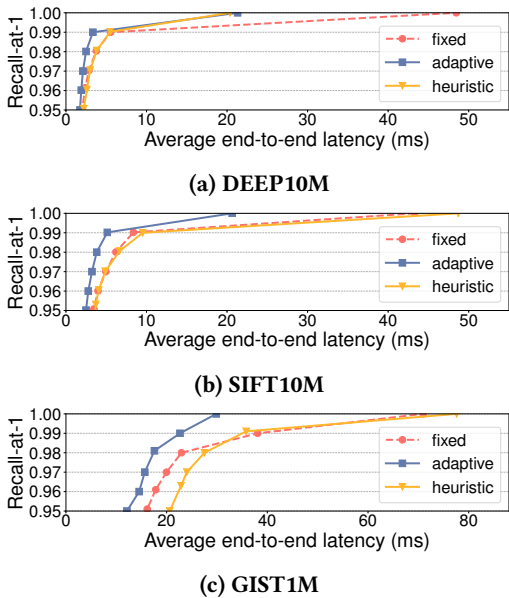 Recall-at-1
1.00
0.99
0.98
0.97
0.96
0.95
fixed
adaptive
heuristic
0 10 20 30 40 50
Average end-to-end latency (ms)
(a) DEEP10M
Recall-at-1
1.00
0.99
0.98
0.97
0.96
0.95
fixed
adaptive
heuristic
0 10 20 30 40 50
Average end-to-end latency (ms)
(b) SIFT10M
Recall-at-1
1.00
0.99
0.98
0.97
0.96
0.95
fixed
adaptive
heuristic
0 20 40 60 80
Average end-to-end latency (ms)
(c) GIST1M